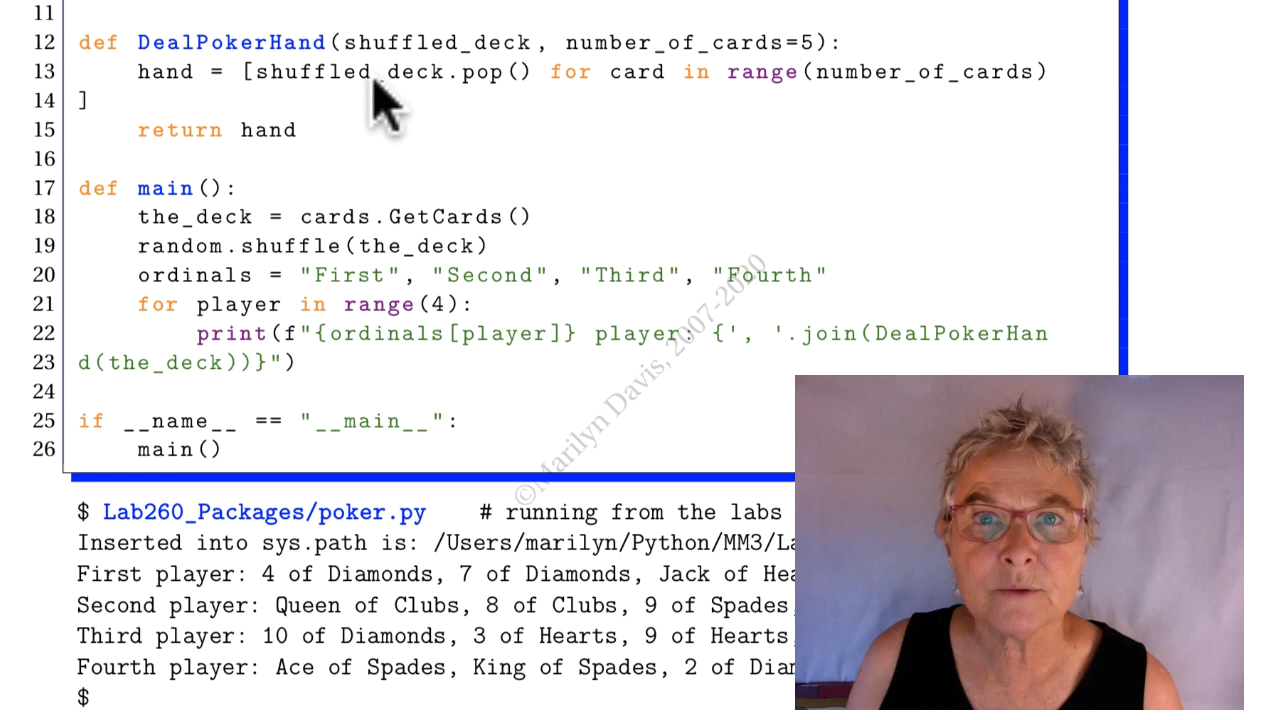 11
12 def DealPokerHand(shuffled_deck, number_of_cards=5):
13     hand = [shuffled_deck.pop() for card in range(number_of_cards)
14 ]
15     return hand
16
17 def main():
18     the_deck = cards.GetCards()
19     random.shuffle(the_deck)
20     ordinals = "First", "Second", "Third", "Fourth"
21     for player in range(4):
22         print(f"{ordinals[player]} player: {', '.join(DealPokerHan
23 d(the_deck))}")
24
25 if __name__ == "__main__":
26     main()
©Marilyn Davis, 2007-2020
$ Lab260_Packages/poker.py    # running from the labs
Inserted into sys.path is: /Users/marilyn/Python/MM3/La
First player: 4 of Diamonds, 7 of Diamonds, Jack of Hea
Second player: Queen of Clubs, 8 of Clubs, 9 of Spades,
Third player: 10 of Diamonds, 3 of Hearts, 9 of Hearts,
Fourth player: Ace of Spades, King of Spades, 2 of Diam
$